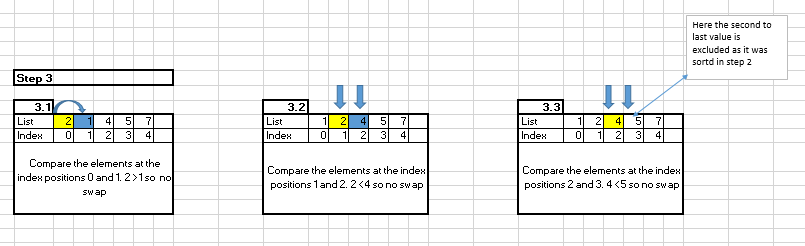 Here the second to
last value is
excluded as it was
sortd in step 2
Step 3
3.1
List 2 1 4 5 7
Index 0 1 2 3 4
Compare the elements at the
index positions 0 and 1. 2>1 so no
swap
3.2
List 1 2 4 5 7
Index 0 1 2 3 4
Compare the elements at the index
positions 1 and 2. 2<4 so no swap
3.3
List 1 2 4 5 7
Index 0 1 2 3 4
Compare the elements at the index
positions 2 and 3. 4<5 so no swap